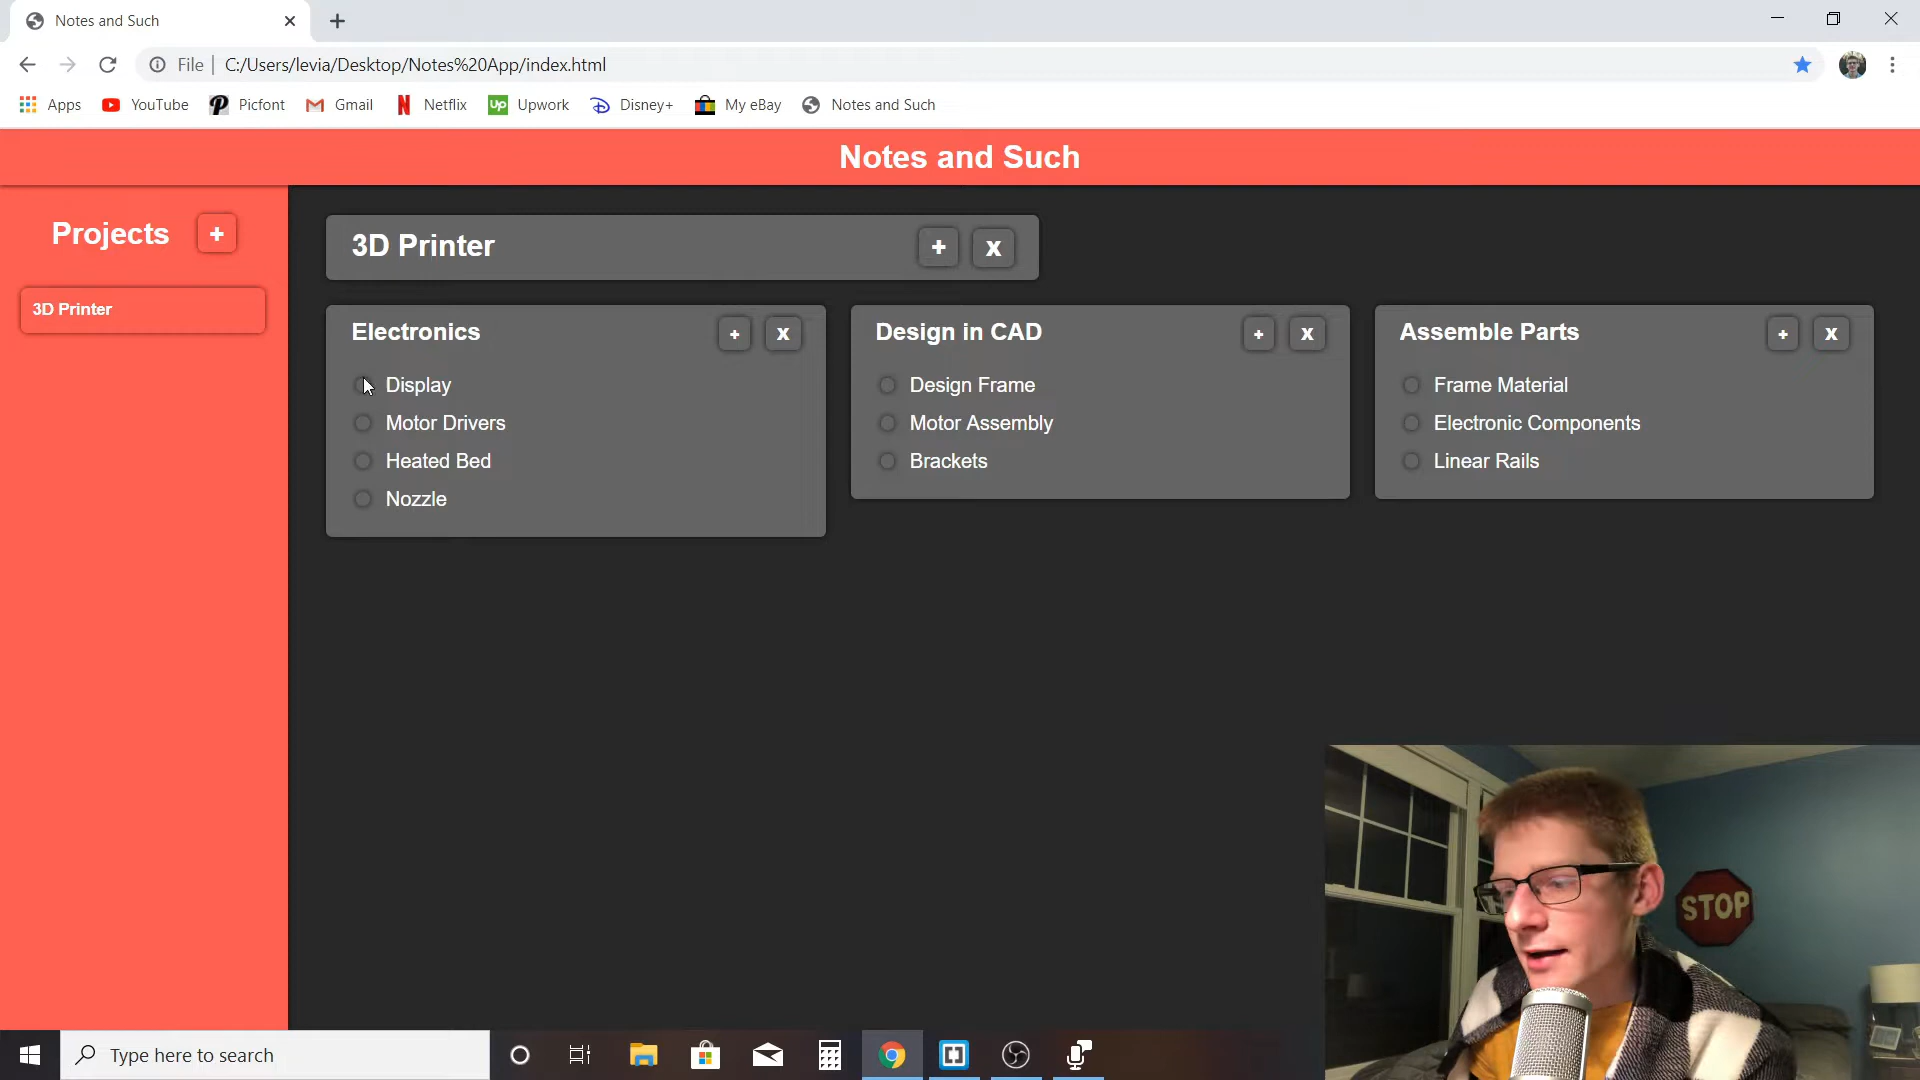 Notes and Such
File
C:/Users/levia/Desktop/Notes%20App/index.html
Apps
YouTube
Picfont
Gmail
Netflix
Upwork
Disney+
My eBay
Notes and Such
Notes and Such
Projects +
3D Printer
3D Printer + x
Electronics + x
Display
Motor Drivers
Heated Bed
Nozzle
Design in CAD + x
Design Frame
Motor Assembly
Brackets
Assemble Parts + x
Frame Material
Electronic Components
Linear Rails
STOP
Type here to search